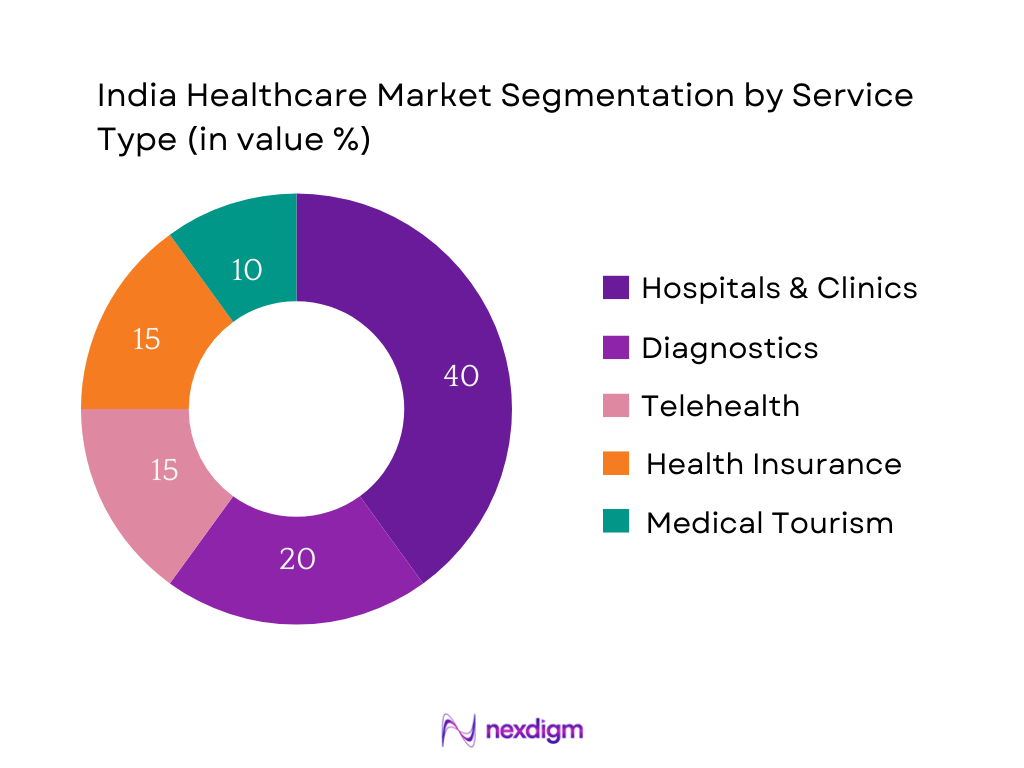 India Healthcare Market Segmentation by Service
Type (in value %)
10
15
40
15
20
Hospitals & Clinics
Diagnostics
Telehealth
Health Insurance
Medical Tourism
nexdigm